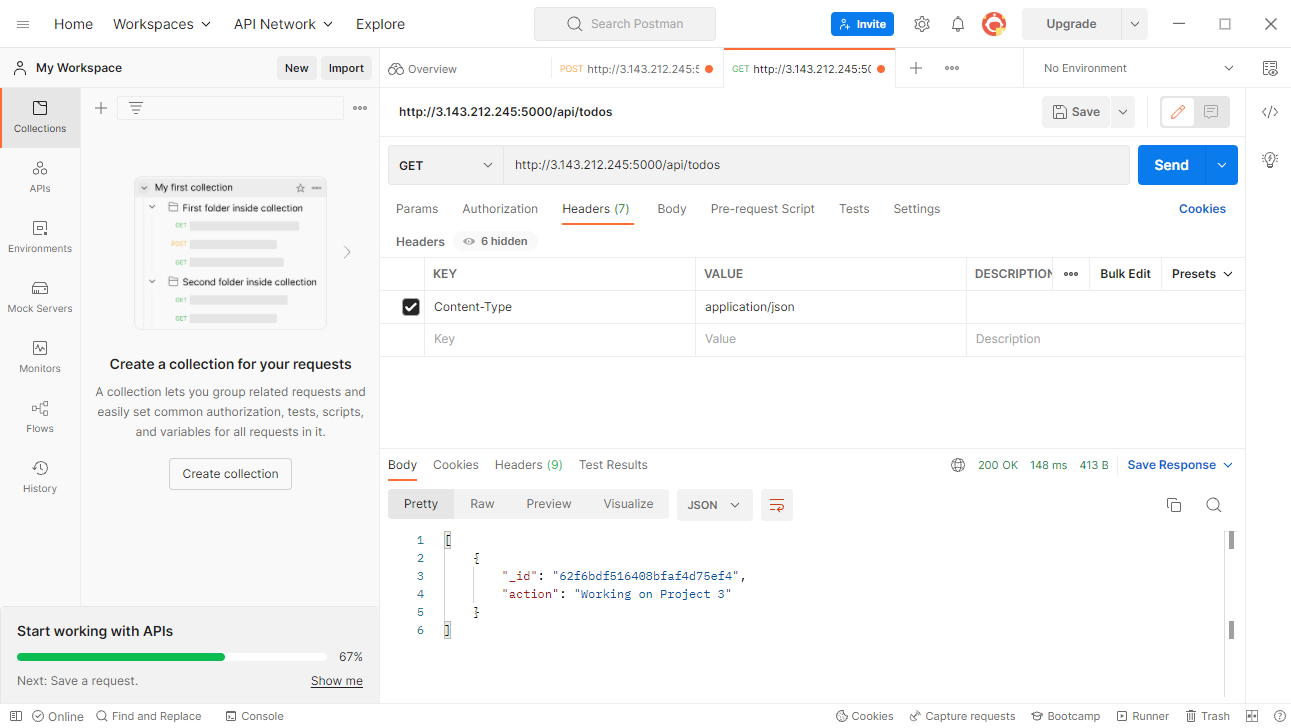 Home Workspaces API Network Explore Search Postman Invite Upgrade
My Workspace New Import Overview POST http://3.143.212.245:5 GET http://3.143.212.245:50 No Environment
Collections
APIs
Environments
Mock Servers
Monitors
Flows
History
My first collection
First folder inside collection
GET
POST
GET
Second folder inside collection
GET
GET
Create a collection for your requests
A collection lets you group related requests and
easily set common authorization, tests, scripts,
and variables for all requests in it.
Create collection
Start working with APIs
67%
Next: Save a request. Show me
http://3.143.212.245:5000/api/todos Save
GET http://3.143.212.245:5000/api/todos Send
Params Authorization Headers (7) Body Pre-request Script Tests Settings Cookies
Headers 6 hidden
KEY VALUE DESCRIPTION Bulk Edit Presets
Content-Type application/json
Key Value Description
Body Cookies Headers (9) Test Results 200 OK 148 ms 413 B Save Response
Pretty Raw Preview Visualize JSON
1 [
2 {
3 "_id": "62f6bdf516408bfaf4d75ef4",
4 "action": "Working on Project 3"
5 }
6 ]
Online Find and Replace Console Cookies Capture requests Bootcamp Runner Trash